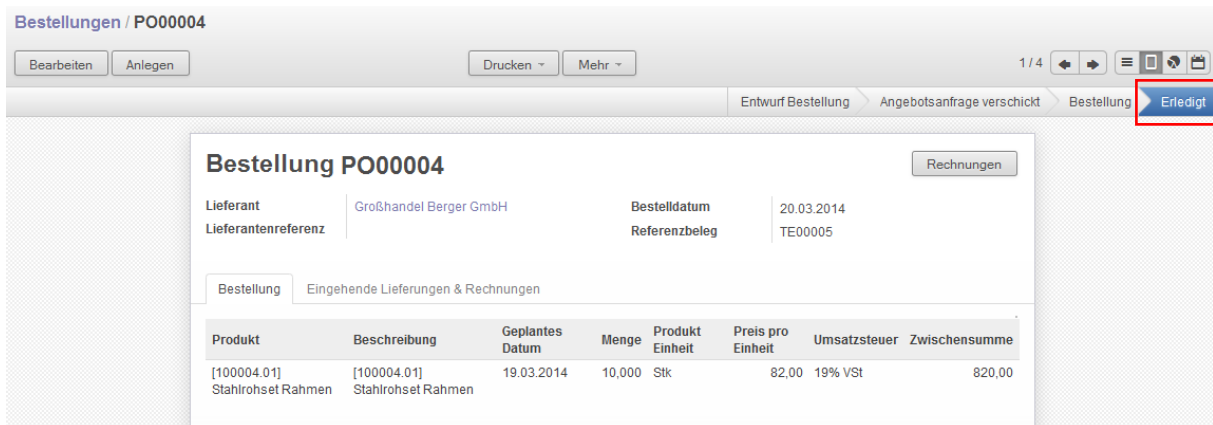 Bestellungen / PO00004
Bearbeiten Anlegen Drucken Mehr 1 / 4
Entwurf Bestellung Angebotsanfrage verschickt Bestellung Erledigt
Bestellung PO00004 Rechnungen
Lieferant Großhandel Berger GmbH Bestelldatum 20.03.2014
Lieferantenreferenz Referenzbeleg TE00005
Bestellung Eingehende Lieferungen & Rechnungen
Produkt Beschreibung Geplantes Datum Menge Produkt Einheit Preis pro Einheit Umsatzsteuer Zwischensumme
[100004.01] [100004.01] 19.03.2014 10,000 Stk 82,00 19% VSt 820,00
Stahlrohset Rahmen Stahlrohset Rahmen